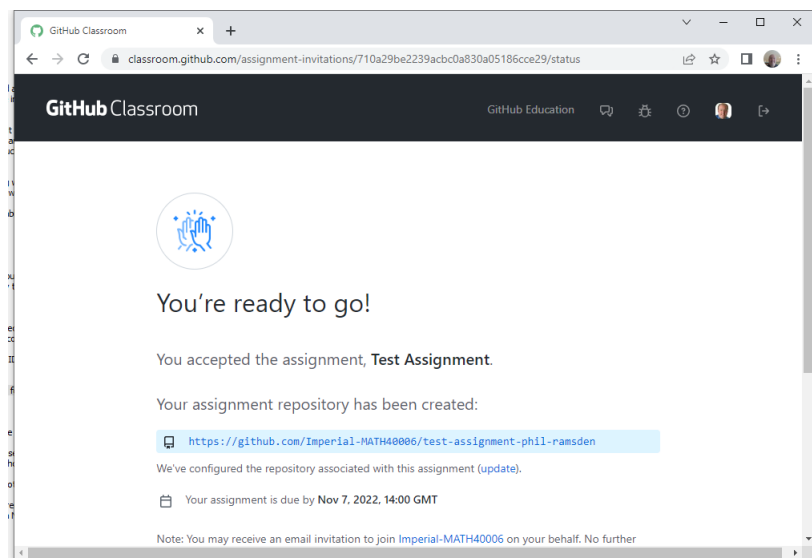 GitHub Classroom
classroom.github.com/assignment-invitations/710a29be2239acbc0a830a05186cce29/status
GitHub Classroom
GitHub Education
You're ready to go!
You accepted the assignment, Test Assignment.
Your assignment repository has been created:
https://github.com/Imperial-MATH40006/test-assignment-phil-ramsden
We've configured the repository associated with this assignment (update).
Your assignment is due by Nov 7, 2022, 14:00 GMT
Note: You may receive an email invitation to join Imperial-MATH40006 on your behalf. No further